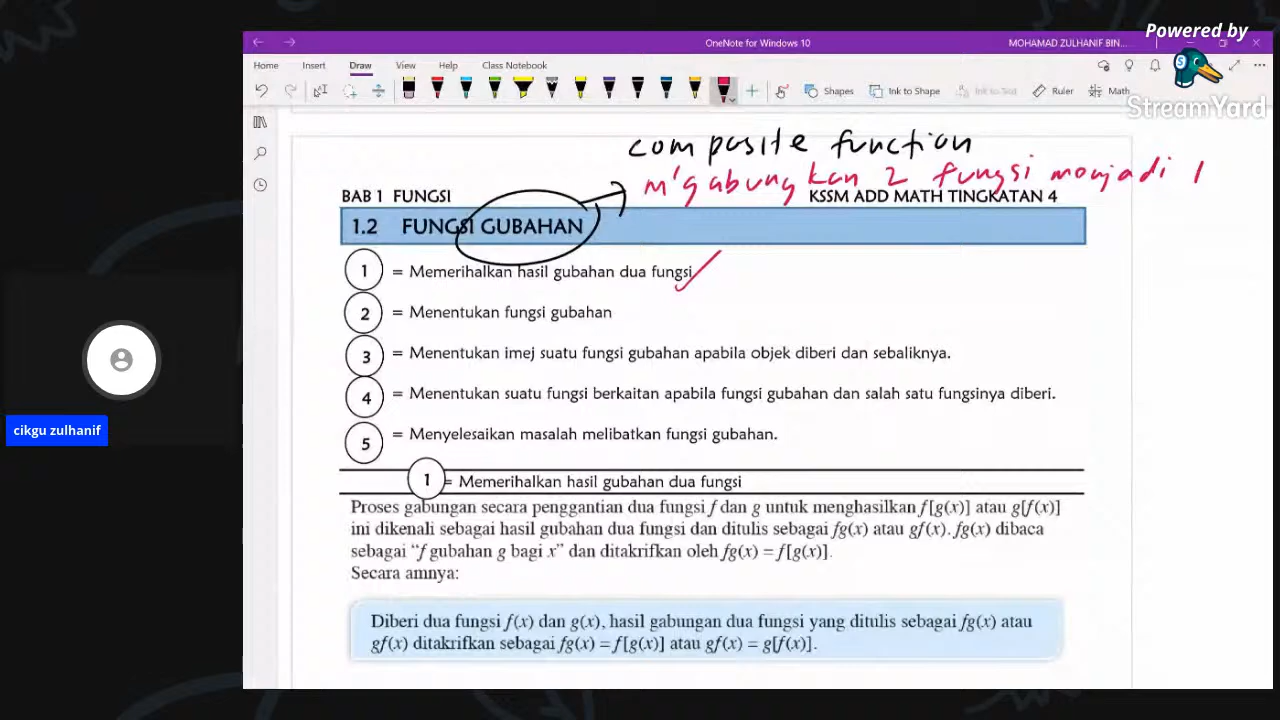 Powered by
StreamYard
OneNote for Windows 10
MOHAMAD ZULHANIF BIN...
Home Insert Draw View Help Class Notebook
Shapes Ink to Shape Ink to Text Ruler Math
composite function
m'gabungkan 2 fungsi menjadi 1
BAB 1 FUNGSI KSSM ADD MATH TINGKATAN 4
1.2 FUNGSI GUBAHAN
1 = Memerihalkan hasil gubahan dua fungsi
2 = Menentukan fungsi gubahan
3 = Menentukan imej suatu fungsi gubahan apabila objek diberi dan sebaliknya.
4 = Menentukan suatu fungsi berkaitan apabila fungsi gubahan dan salah satu fungsinya diberi.
5 = Menyelesaikan masalah melibatkan fungsi gubahan.
1 = Memerihalkan hasil gubahan dua fungsi
Proses gabungan secara penggantian dua fungsi f dan g untuk menghasilkan f[g(x)] atau g[f(x)]
ini dikenali sebagai hasil gubahan dua fungsi dan ditulis sebagai fg(x) atau gf(x). fg(x) dibaca
sebagai “f gubahan g bagi x” dan ditakrifkan oleh fg(x) = f[g(x)].
Secara amnya:
Diberi dua fungsi f(x) dan g(x), hasil gabungan dua fungsi yang ditulis sebagai fg(x) atau
gf(x) ditakrifkan sebagai fg(x) = f[g(x)] atau gf(x) = g[f(x)].
cikgu zulhanif